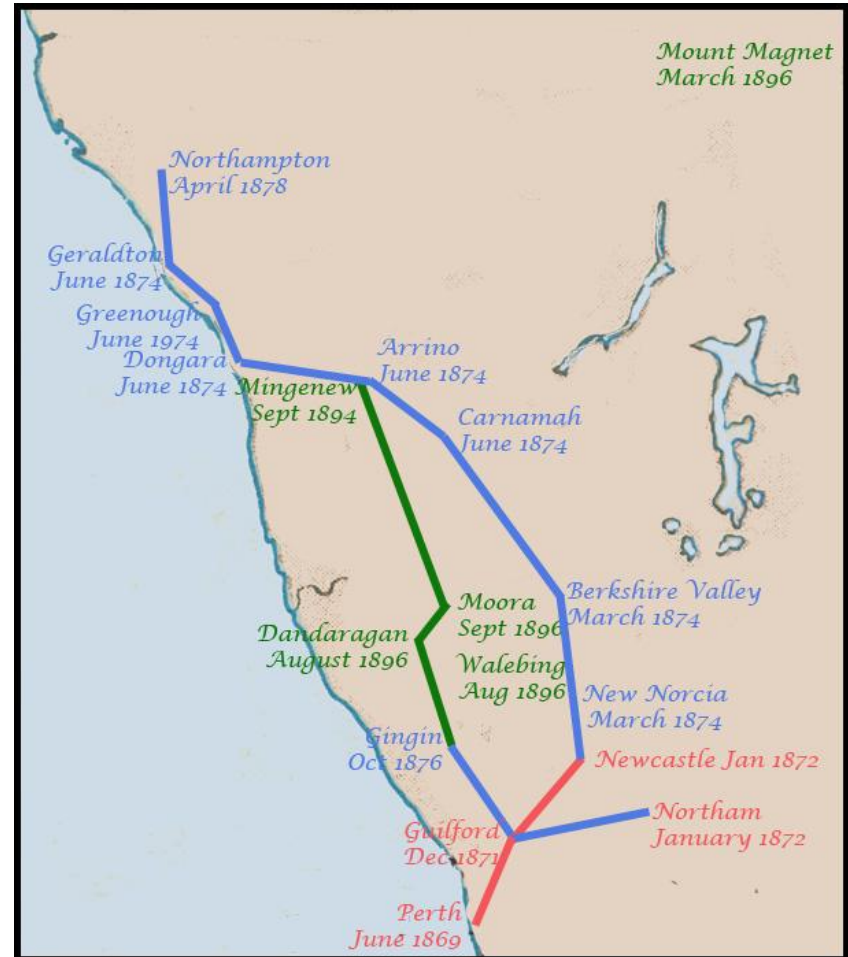 Mount Magnet
March 1896
Northampton
April 1878
Geraldton
June 1874
Greenough
June 1974
Dongara
June 1874
Arrino
June 1874
Mingenew
Sept 1894
Carnamah
June 1874
Berkshire Valley
March 1874
Moora
Sept 1896
Dandaragan
August 1896
Walebing
Aug 1896
New Norcia
March 1874
Gingin
Oct 1876
Newcastle Jan 1872
Northam
January 1872
Guilford
Dec 1871
Perth
June 1869